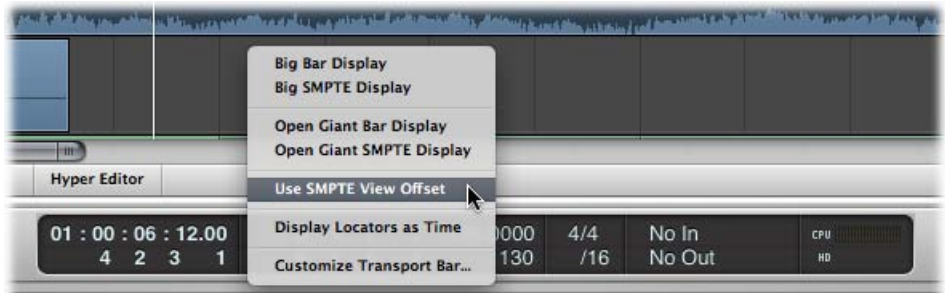 Big Bar Display
Big SMPTE Display
Open Giant Bar Display
Open Giant SMPTE Display
Hyper Editor
Use SMPTE View Offset
Display Locators as Time
Customize Transport Bar...
01 : 00 : 06 : 12.00 0000 4/4 No In CPU
4 2 3 1 130 /16 No Out HD